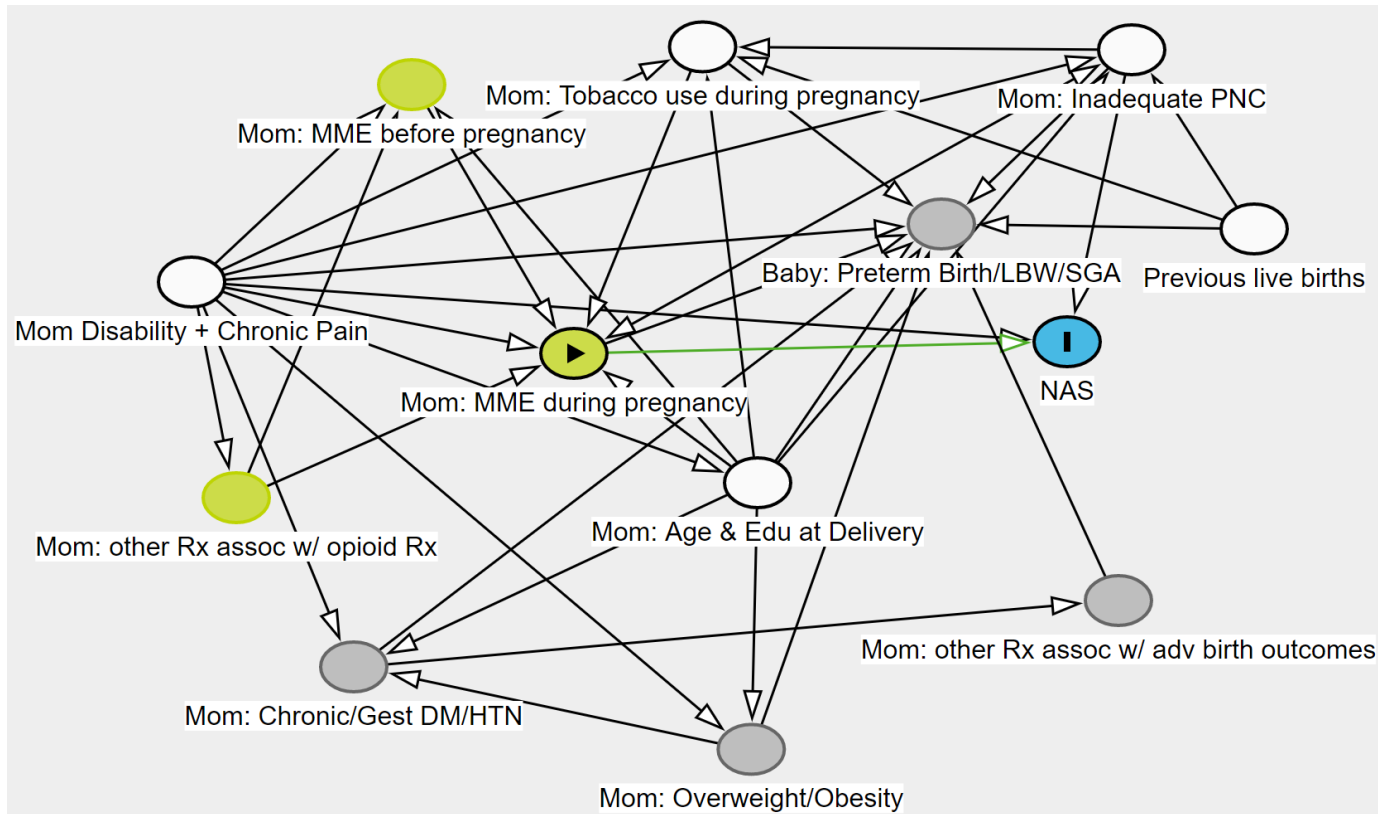 Mom: Tobacco use during pregnancy
Mom: Inadequate PNC
Mom: MME before pregnancy
Baby: Preterm Birth/LBW/SGA
Previous live births
Mom Disability + Chronic Pain
NAS
Mom: MME during pregnancy
Mom: Age & Edu at Delivery
Mom: other Rx assoc w/ opioid Rx
Mom: other Rx assoc w/ adv birth outcomes
Mom: Chronic/Gest DM/HTN
Mom: Overweight/Obesity